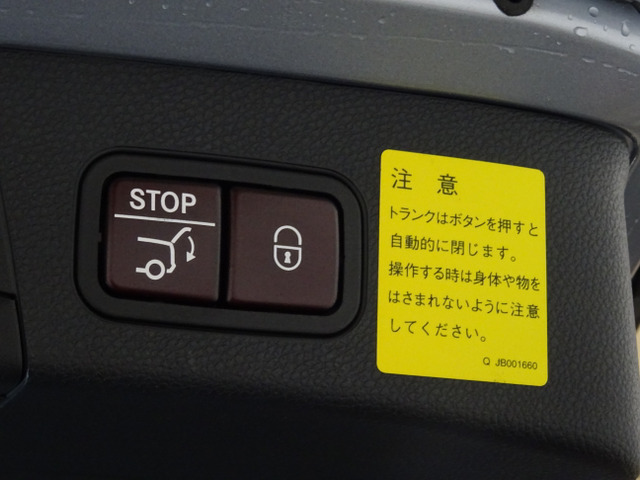 STOP
注 意
トランクはボタンを押すと
自動的に閉じます。
操作する時は身体や物を
はさまれないように注意
してください。
Q JB001660